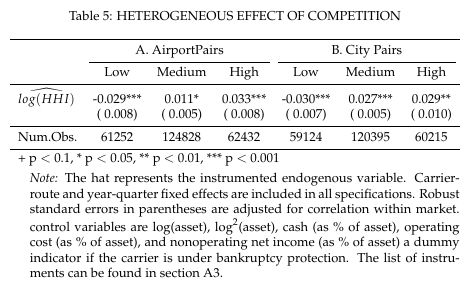 Table 5: HETEROGENEOUS EFFECT OF COMPETITION
A. AirportPairs B. City Pairs
Low Medium High Low Medium High
log(HHI) -0.029*** 0.011* 0.033*** -0.030*** 0.027*** 0.029**
( 0.008) ( 0.005) ( 0.008) (0.007) (0.005) ( 0.010)
Num.Obs. 61252 124828 62432 59124 120395 60215
+ p < 0.1, * p < 0.05, ** p < 0.01, *** p < 0.001
Note: The hat represents the instrumented endogenous variable. Carrier-
route and year-quarter fixed effects are included in all specifications. Robust
standard errors in parentheses are adjusted for correlation within market.
control variables are log(asset), log²(asset), cash (as % of asset), operating
cost (as % of asset), and nonoperating net income (as % of asset) a dummy
indicator if the carrier is under bankruptcy protection. The list of instru-
ments can be found in section A3.